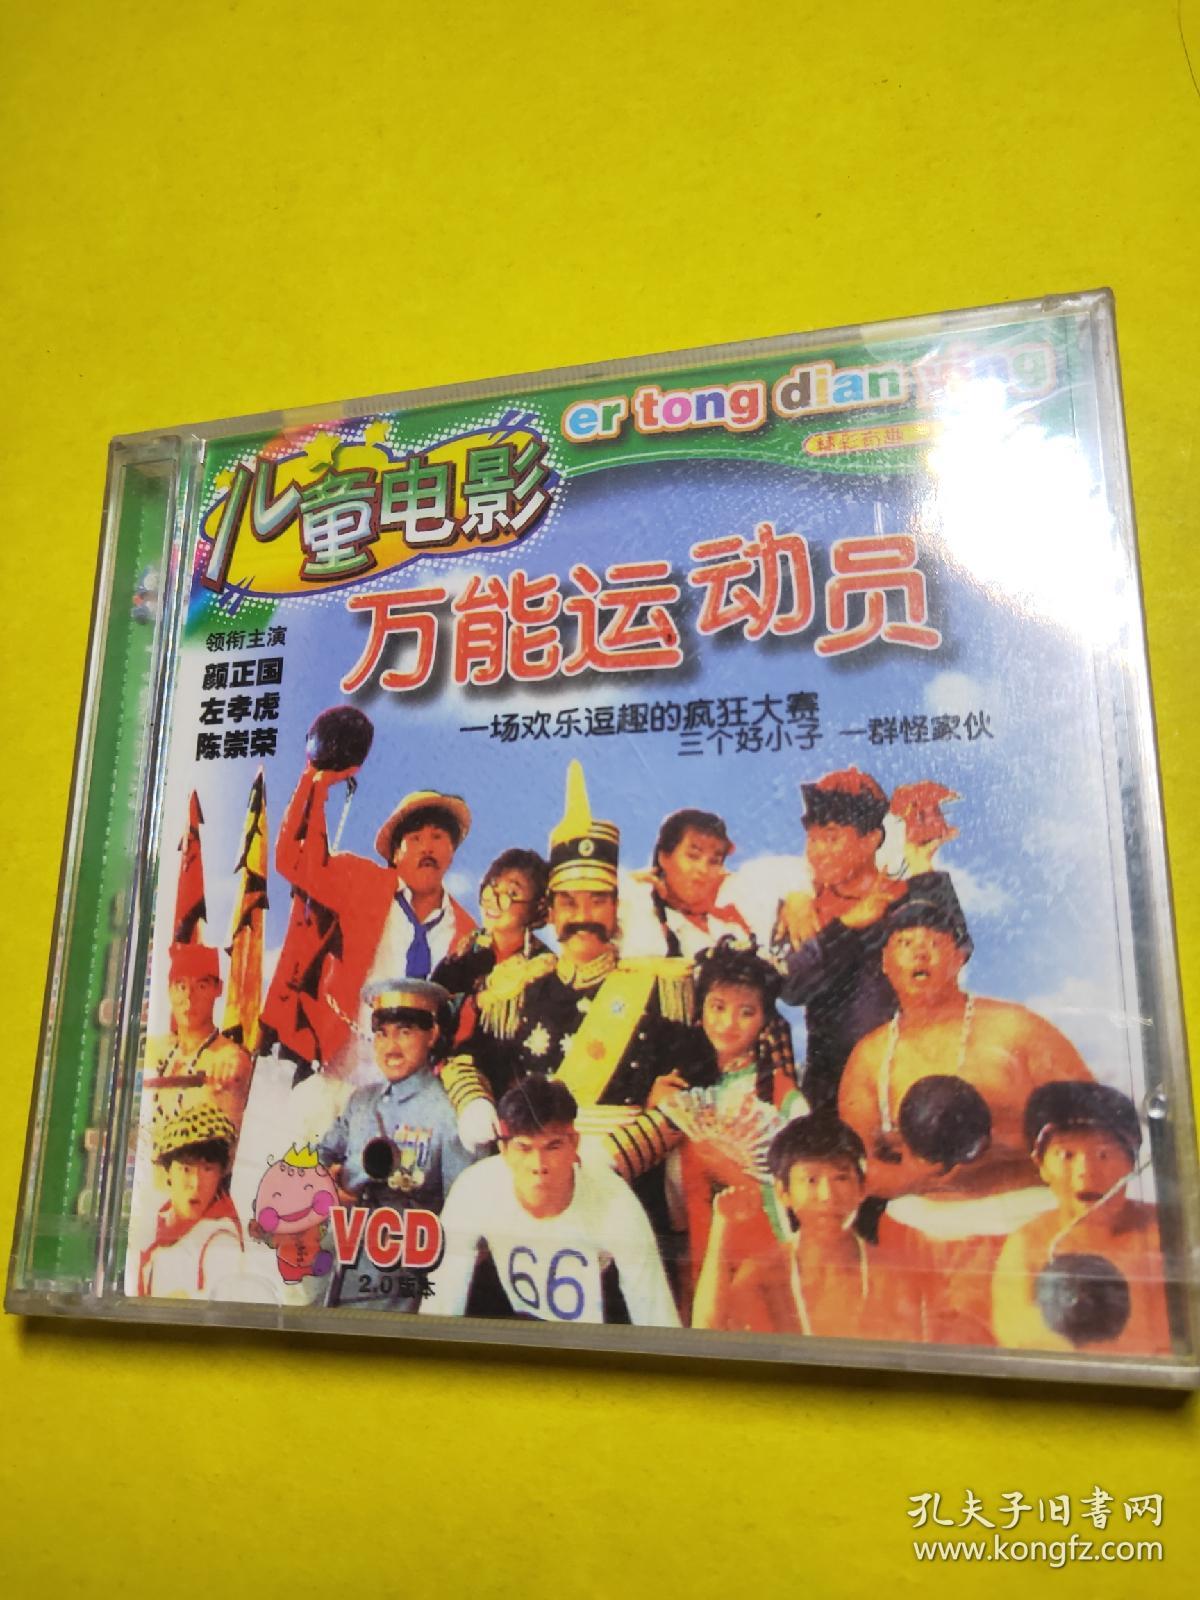 er tong dian ying
儿童电影
万能运动员
领衔主演
颜正国
左孝虎
陈崇荣
一场欢乐逗趣的疯狂大赛
三个好小子 一群怪家伙
66
VCD
2.0版本
孔夫子旧书网
www.kongfz.com